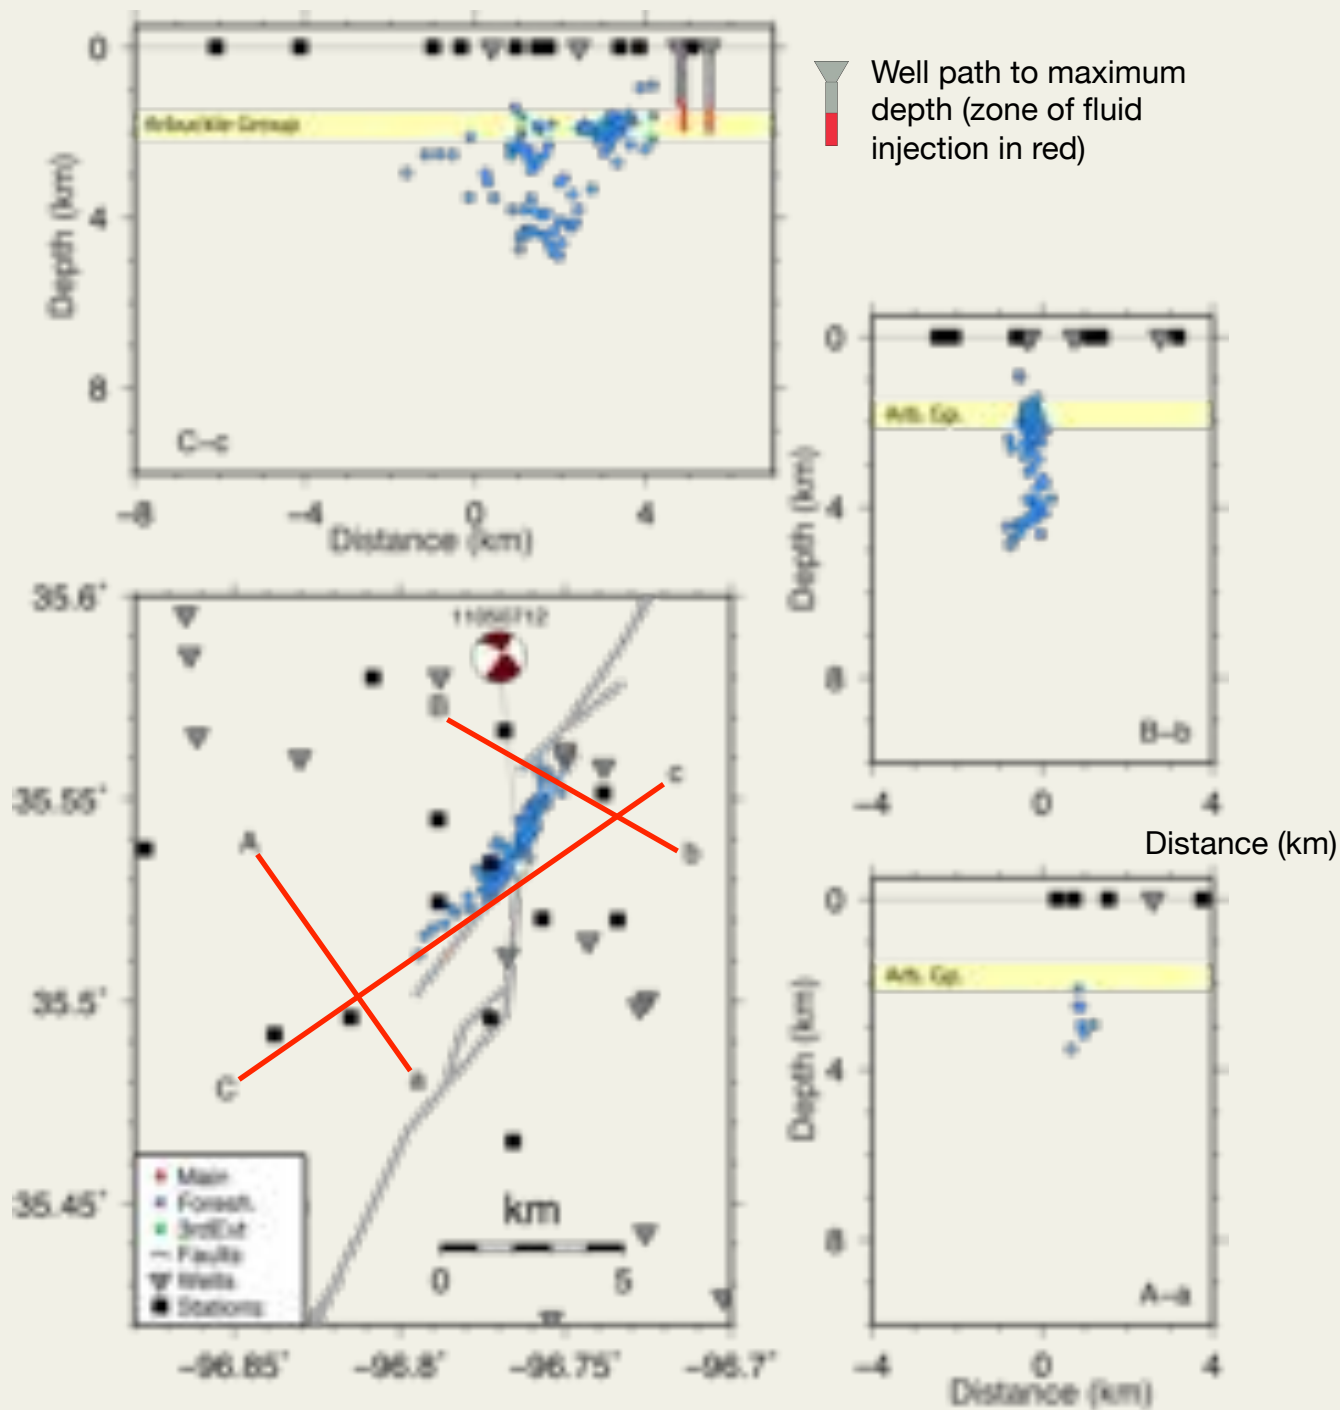 0
4
8
Depth (km)
Arbuckle Group
C–c
–8
–4
0
4
Distance (km)
Well path to maximum
depth (zone of fluid
injection in red)
0
4
8
Depth (km)
Arb. Gp.
B–b
–4
0
4
Distance (km)
35.6°
35.55°
35.5°
35.45°
11050712
B
c
A
b
C
a
Main
Foresh.
3rdEvt
Faults
Wells
Stations
km
0
5
–96.85°
–96.8°
–96.75°
–96.7°
0
4
8
Depth (km)
Arb. Gp.
A–a
–4
0
4
Distance (km)